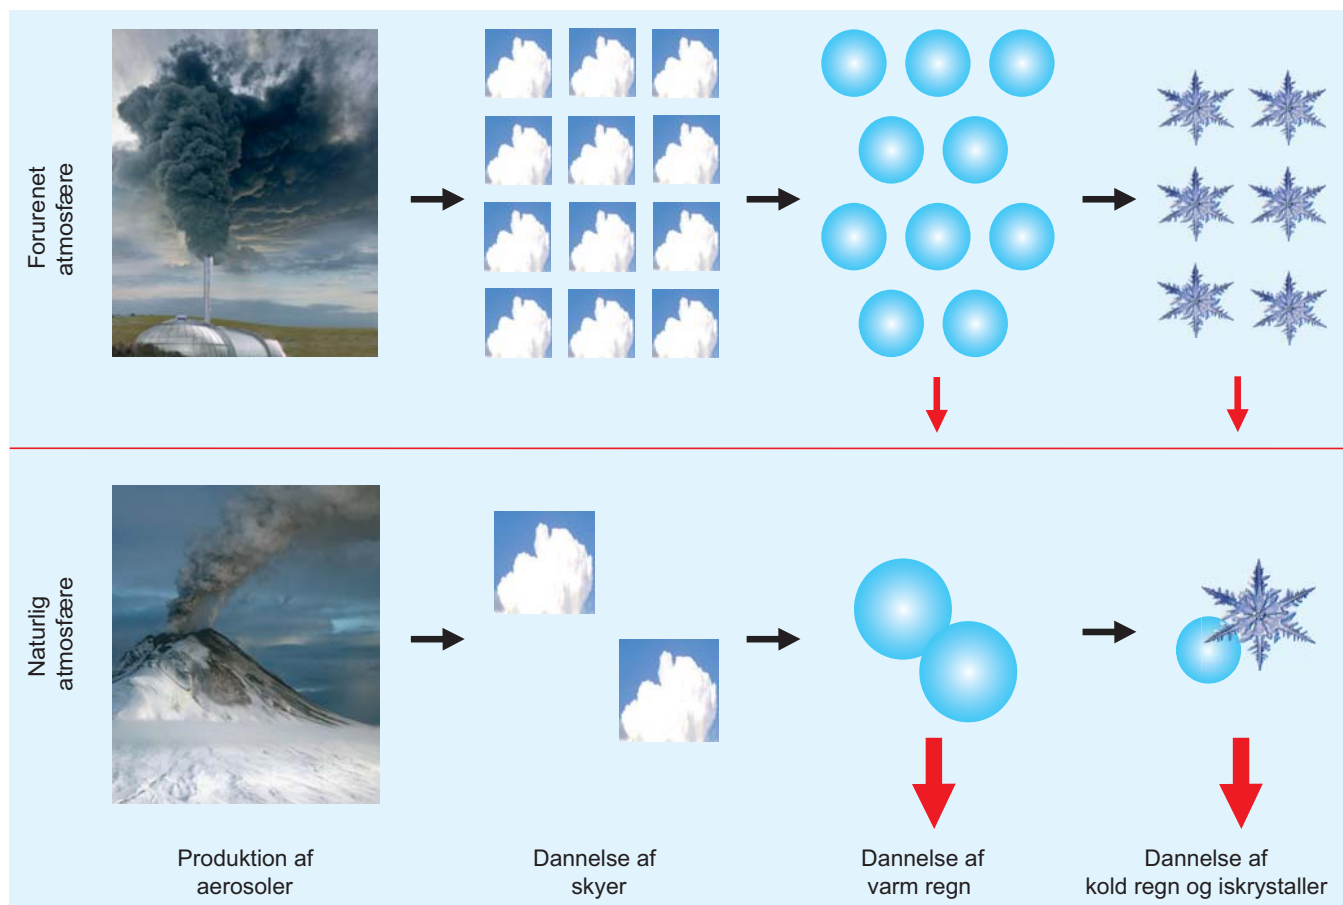 Forurenet
atmosfære
Naturlig
atmosfære
Produktion af
aerosoler
Dannelse af
skyer
Dannelse af
varm regn
Dannelse af
kold regn og iskrystaller